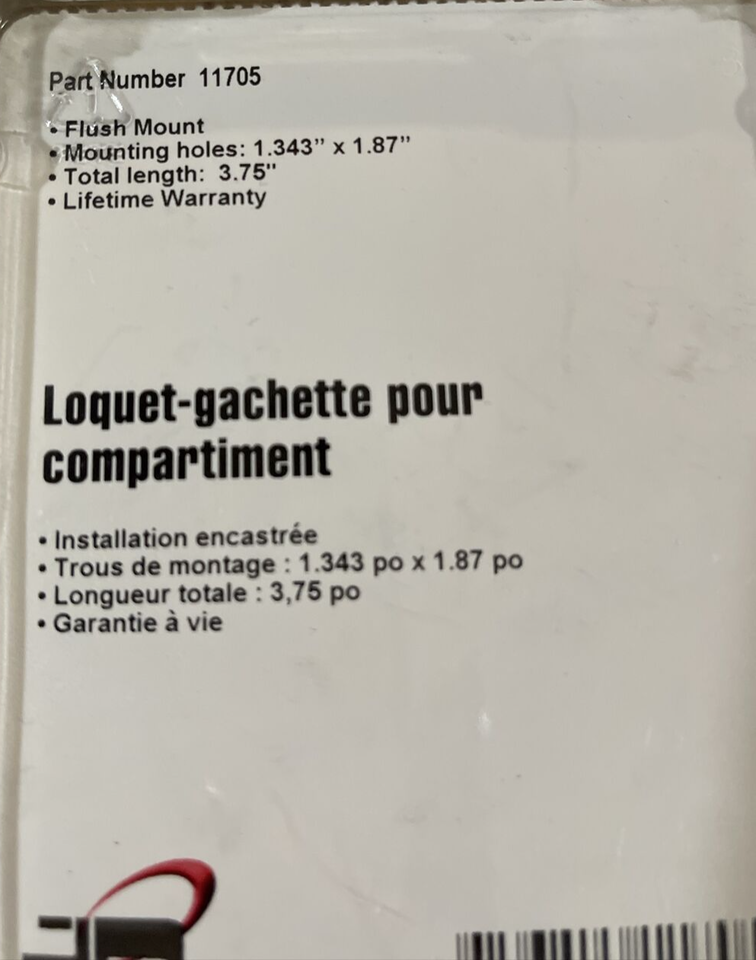 Part Number 11705
• Flush Mount
• Mounting holes: 1.343” x 1.87”
• Total length: 3.75"
• Lifetime Warranty
Loquet-gachette pour
compartiment
• Installation encastrée
• Trous de montage : 1.343 po x 1.87 po
• Longueur totale : 3,75 po
• Garantie à vie